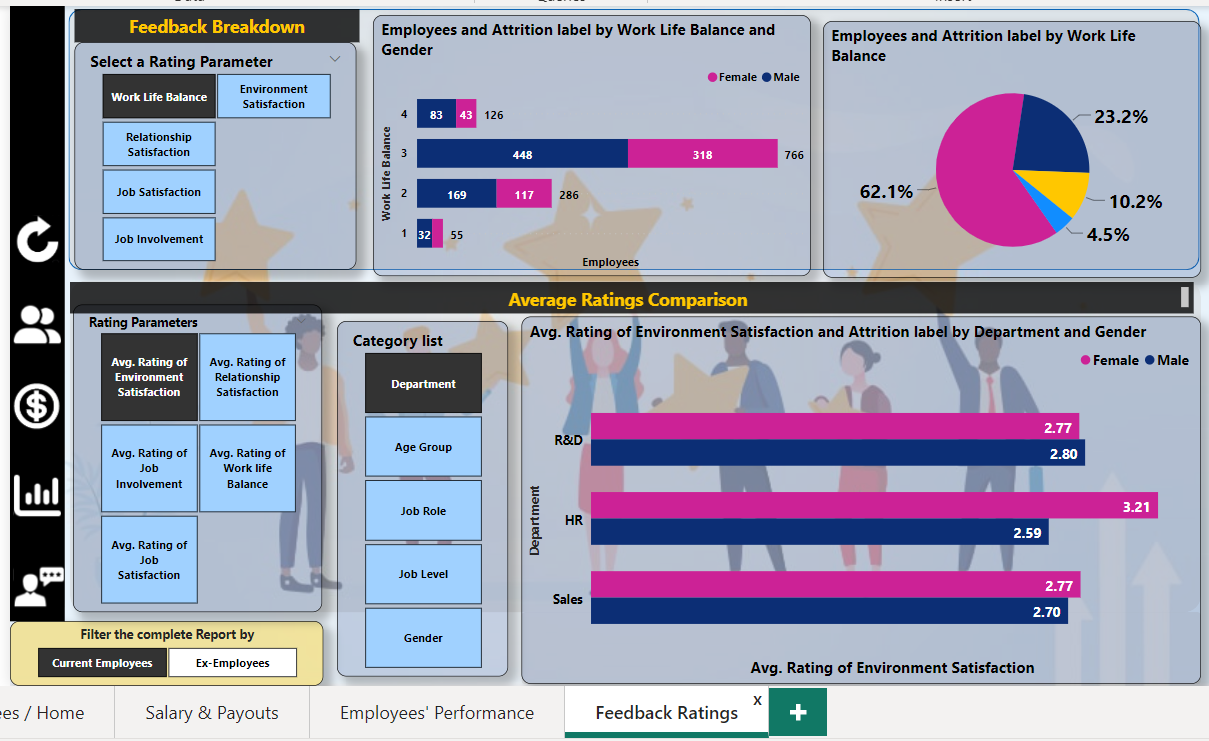 Feedback Breakdown
Select a Rating Parameter
Work Life Balance
Environment
Satisfaction
Relationship
Satisfaction
Job Satisfaction
Job Involvement
Employees and Attrition label by Work Life Balance and
Gender
Female Male
Work Life Balance
4 83 43 126
3 448 318 766
2 169 117 286
1 32 55
Employees
Employees and Attrition label by Work Life
Balance
23.2%
62.1%
10.2%
4.5%
Average Ratings Comparison
Rating Parameters
Avg. Rating of
Environment
Satisfaction
Avg. Rating of
Relationship
Satisfaction
Avg. Rating of
Job
Involvement
Avg. Rating of
Work life
Balance
Avg. Rating of
Job
Satisfaction
Category list
Department
Age Group
Job Role
Job Level
Gender
Avg. Rating of Environment Satisfaction and Attrition label by Department and Gender
Female Male
Department
R&D 2.77
2.80
HR 3.21
2.59
Sales 2.77
2.70
Avg. Rating of Environment Satisfaction
Filter the complete Report by
Current Employees Ex-Employees
/ Home Salary & Payouts Employees' Performance Feedback Ratings x +